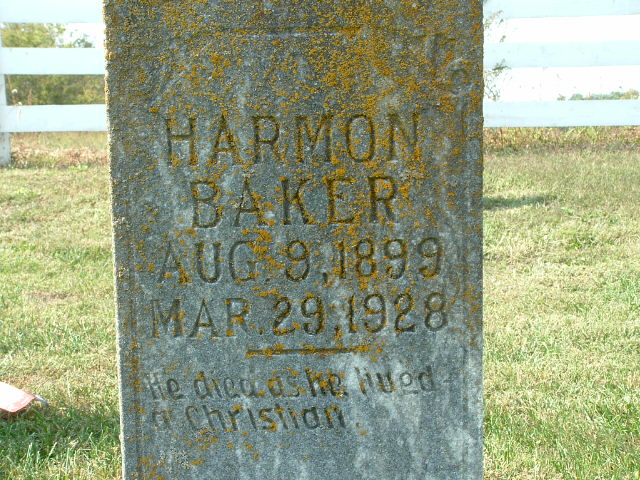 HARMON
BAKER
AUG 9, 1899
MAR. 29, 1928
He died as he lived
a Christian.